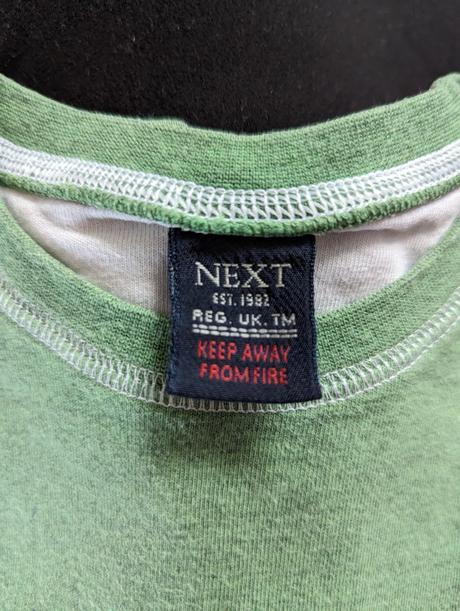 NEXT
EST. 1982
REG. UK. TM
KEEP AWAY
FROM FIRE